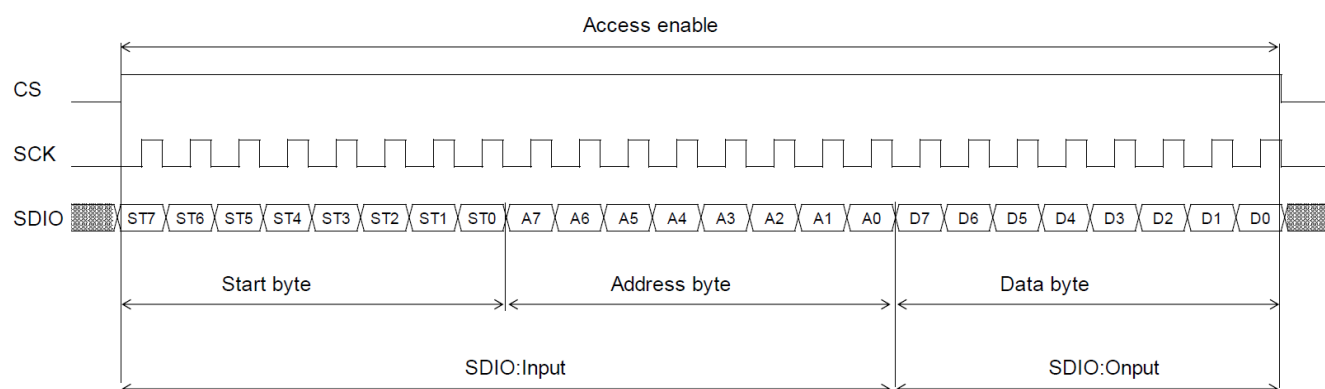 Access enable
CS
SCK
SDIO ST7 ST6 ST5 ST4 ST3 ST2 ST1 ST0 A7 A6 A5 A4 A3 A2 A1 A0 D7 D6 D5 D4 D3 D2 D1 D0
Start byte Address byte Data byte
SDIO:Input SDIO:Onput